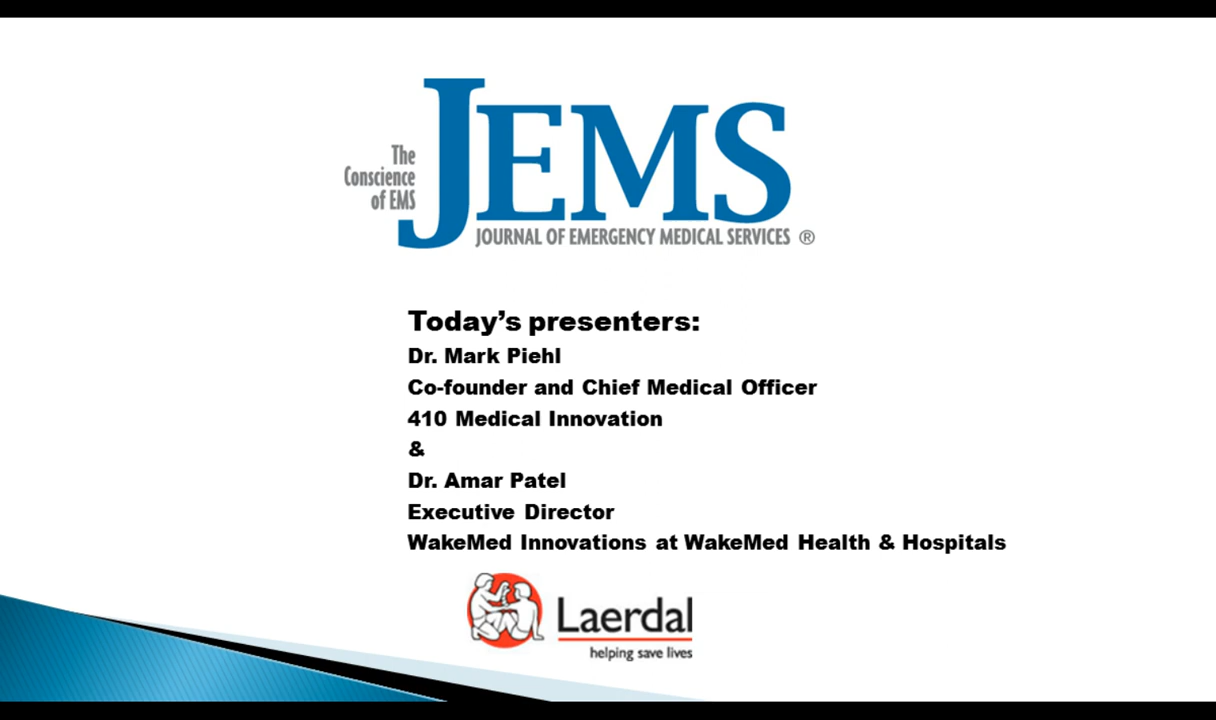 The
Conscience
of EMS
JEMS
JOURNAL OF EMERGENCY MEDICAL SERVICES ®
Today's presenters:
Dr. Mark Piehl
Co-founder and Chief Medical Officer
410 Medical Innovation
&
Dr. Amar Patel
Executive Director
WakeMed Innovations at WakeMed Health & Hospitals
Laerdal
helping save lives